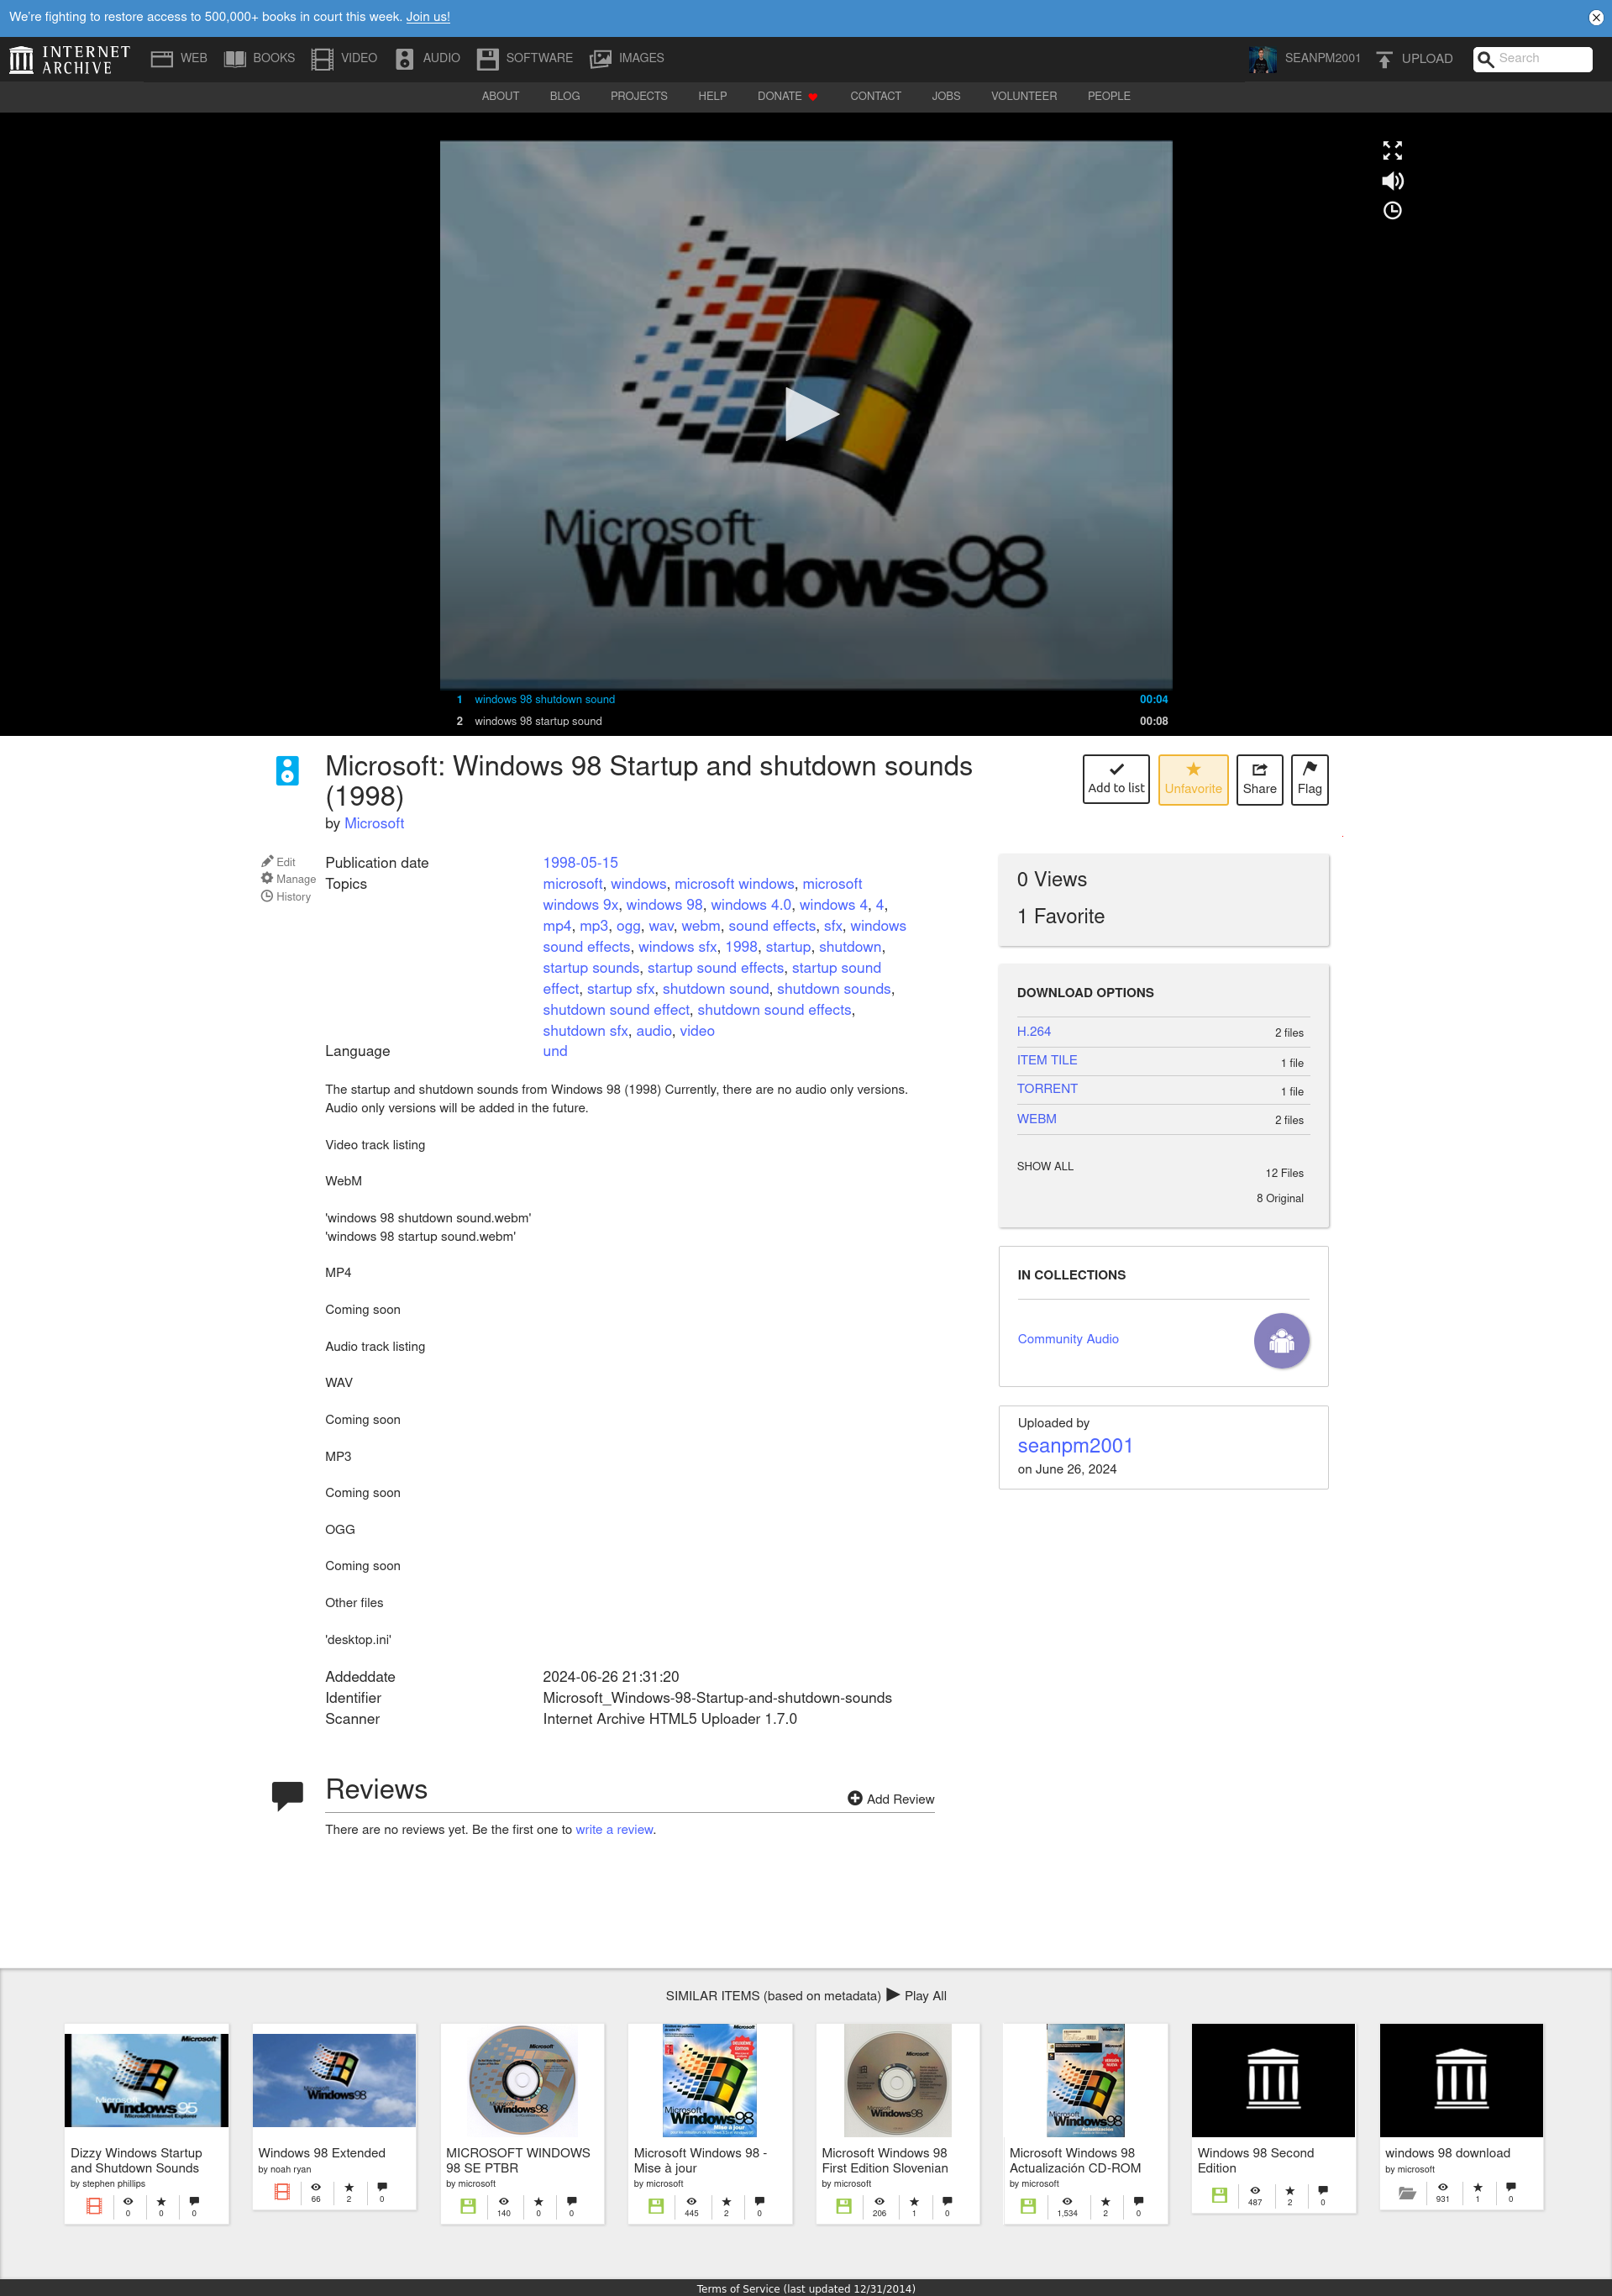 We're fighting to restore access to 500,000+ books in court this week. Join us!
INTERNET ARCHIVE
WEB
BOOKS
VIDEO
AUDIO
SOFTWARE
IMAGES
SEANPM2001
UPLOAD
Search
ABOUT
BLOG
PROJECTS
HELP
DONATE
CONTACT
JOBS
VOLUNTEER
PEOPLE
Microsoft
Windows98
1 windows 98 shutdown sound 00:04
2 windows 98 startup sound 00:08
Microsoft: Windows 98 Startup and shutdown sounds
(1998)
by Microsoft
Add to list
Unfavorite
Share
Flag
Edit
Manage
History
Publication date 1998-05-15
Topics microsoft, windows, microsoft windows, microsoft
windows 9x, windows 98, windows 4.0, windows 4, 4,
mp4, mp3, ogg, wav, webm, sound effects, sfx, windows
sound effects, windows sfx, 1998, startup, shutdown,
startup sounds, startup sound effects, startup sound
effect, startup sfx, shutdown sound, shutdown sounds,
shutdown sound effect, shutdown sound effects,
shutdown sfx, audio, video
Language und
The startup and shutdown sounds from Windows 98 (1998) Currently, there are no audio only versions.
Audio only versions will be added in the future.
Video track listing
WebM
'windows 98 shutdown sound.webm'
'windows 98 startup sound.webm'
MP4
Coming soon
Audio track listing
WAV
Coming soon
MP3
Coming soon
OGG
Coming soon
Other files
'desktop.ini'
Addeddate 2024-06-26 21:31:20
Identifier Microsoft_Windows-98-Startup-and-shutdown-sounds
Scanner Internet Archive HTML5 Uploader 1.7.0
0 Views
1 Favorite
DOWNLOAD OPTIONS
H.264 2 files
ITEM TILE 1 file
TORRENT 1 file
WEBM 2 files
SHOW ALL 12 Files
8 Original
IN COLLECTIONS
Community Audio
Uploaded by
seanpm2001
on June 26, 2024
Reviews
Add Review
There are no reviews yet. Be the first one to write a review.
SIMILAR ITEMS (based on metadata) Play All
Microsoft
Microsoft
Windows95
Microsoft Internet Explorer
Dizzy Windows Startup
and Shutdown Sounds
by stephen phillips
0 0 0
Windows98
Windows 98 Extended
by noah ryan
66 2 0
Windows98
MICROSOFT WINDOWS
98 SE PTBR
by microsoft
140 0 0
Microsoft
Windows98
Mise à jour
Microsoft Windows 98 -
Mise à jour
by microsoft
445 2 0
Windows98
Microsoft Windows 98
First Edition Slovenian
by microsoft
206 1 0
Microsoft
Windows98
Actualización
Microsoft Windows 98
Actualización CD-ROM
by microsoft
1,534 2 0
Windows 98 Second
Edition
487 2 0
windows 98 download
by microsoft
931 1 0
Terms of Service (last updated 12/31/2014)